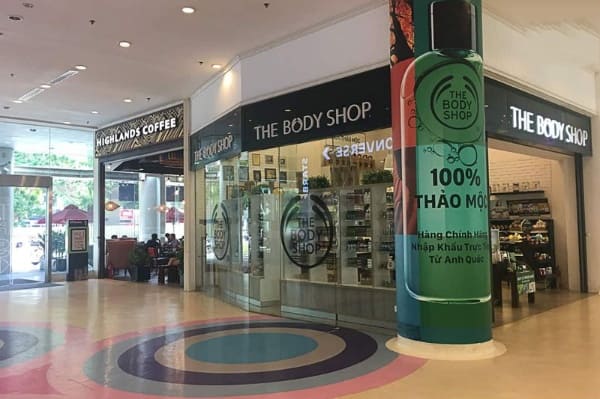 HIGHLANDS COFFEE
THE BODY SHOP
THE BODY SHOP
THE BODY SHOP
CONVERSE
THE
BODY
SHOP
THE
BODY
SHOP
THE
BODY
SHOP
100%
THẢO MỘC
Hàng Chính Hãng
Nhập Khẩu Trực
Từ Anh Quốc